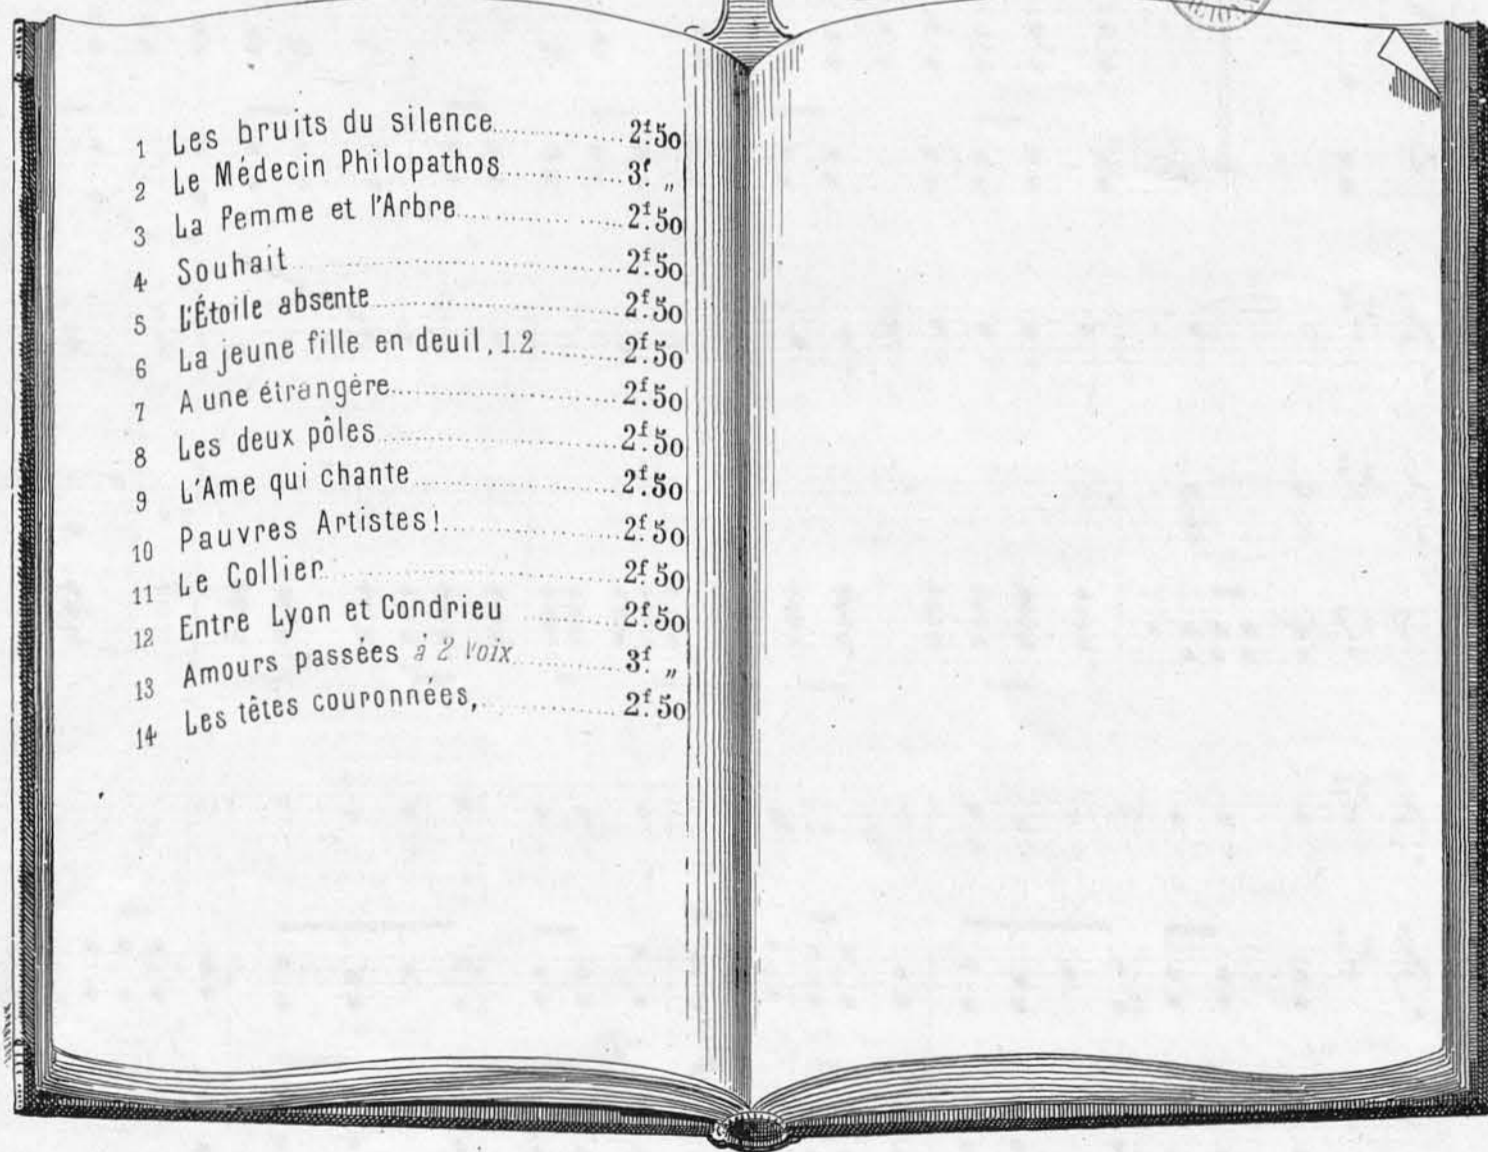 1 Les bruits du silence 2f.50
2 Le Médecin Philopathos 3f. „
3 La Femme et l'Arbre 2f.50
4 Souhait 2f.50
5 L'Étoile absente 2f.50
6 La jeune fille en deuil, 1.2 2f.50
7 A une étrangère 2f.50
8 Les deux pôles 2f.50
9 L'Ame qui chante 2f.50
10 Pauvres Artistes! 2f.50
11 Le Collier 2f.50
12 Entre Lyon et Condrieu 2f.50
13 Amours passées à 2 voix 3f. „
14 Les têtes couronnées, 2f.50